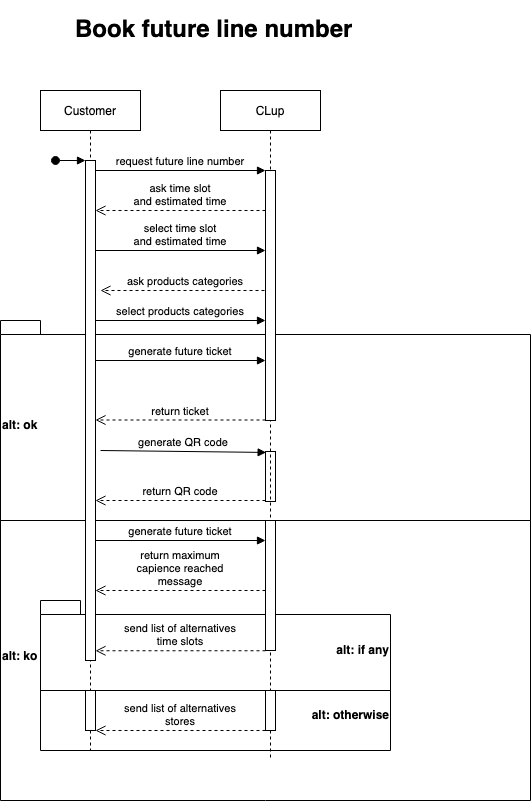 Book future line number
Customer
CLup
request future line number
ask time slot
and estimated time
select time slot
and estimated time
ask products categories
select products categories
generate future ticket
return ticket
alt: ok
generate QR code
return QR code
generate future ticket
return maximum
capience reached
message
send list of alternatives
time slots
alt: if any
alt: ko
send list of alternatives
stores
alt: otherwise